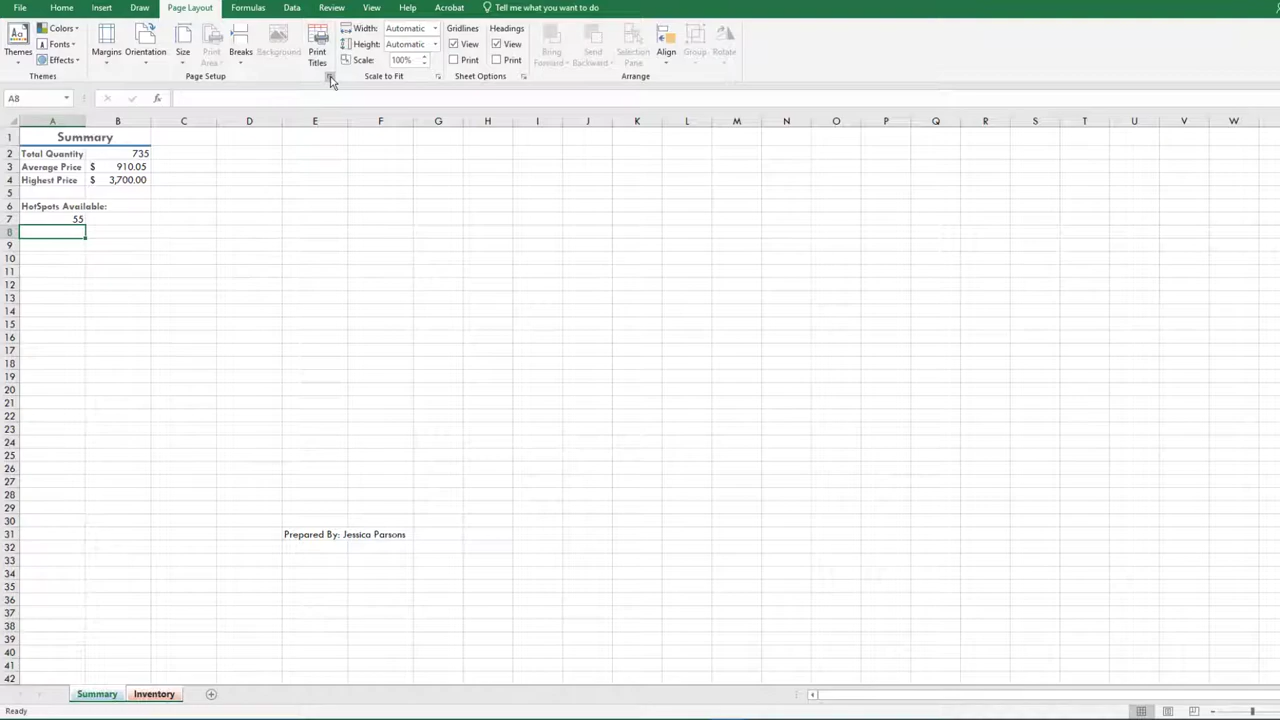 File Home Insert Draw Page Layout Formulas Data Review View Help Acrobat Tell me what you want to do
Themes Colors Fonts Effects Margins Orientation Size Print Area Breaks Background Print Titles Width: Automatic Height: Automatic Scale: 100% Gridlines View Print Headings View Print Bring Forward Send Backward Selection Pane Align Group Rotate
Themes Page Setup Scale to Fit Sheet Options Arrange
A8 fx
A B C D E F G H I J K L M N O P Q R S T U V W
1 Summary
2 Total Quantity 735
3 Average Price $ 910.05
4 Highest Price $ 3,700.00
5
6 HotSpots Available:
7 55
8
9
10
11
12
13
14
15
16
17
18
19
20
21
22
23
24
25
26
27
28
29
30
31 Prepared By: Jessica Parsons
32
33
34
35
36
37
38
39
40
41
42
Summary Inventory
Ready